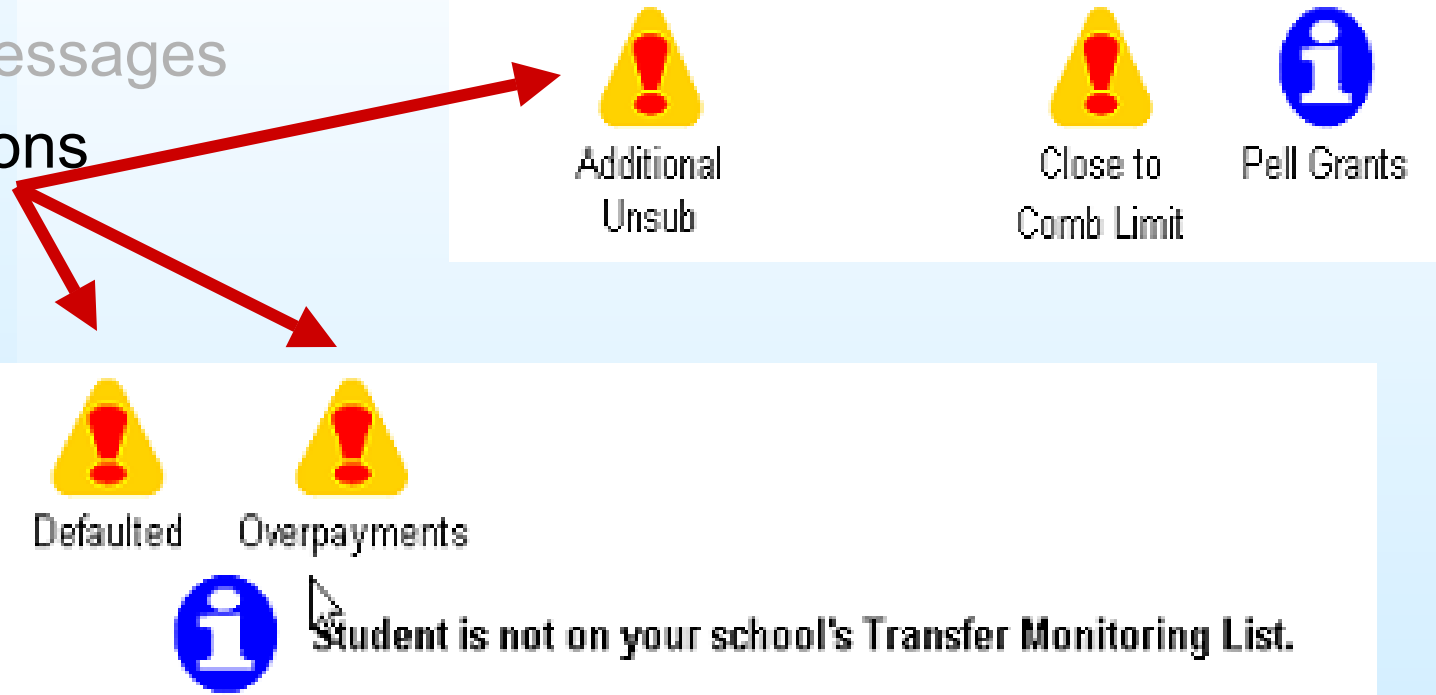 essages
ons
Additional
Unsub
Close to
Comb Limit
Pell Grants
Defaulted
Overpayments
Student is not on your school's Transfer Monitoring List.